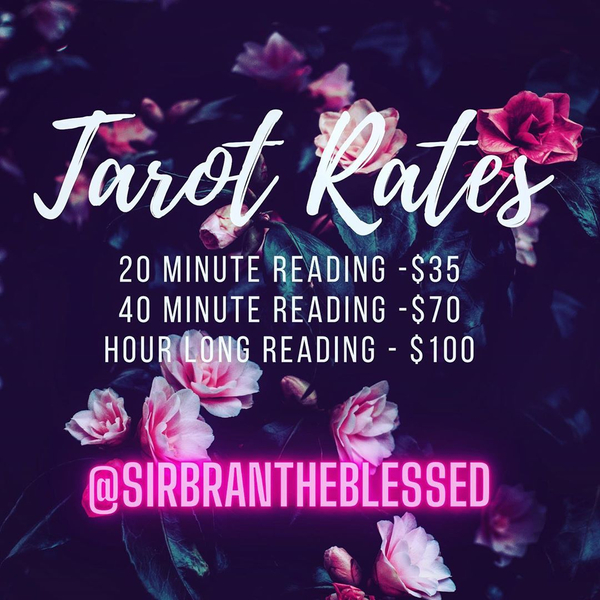 Tarot Rates
20 MINUTE READING -$35
40 MINUTE READING -$70
HOUR LONG READING - $100
@SIRBRANTHEBLESSED